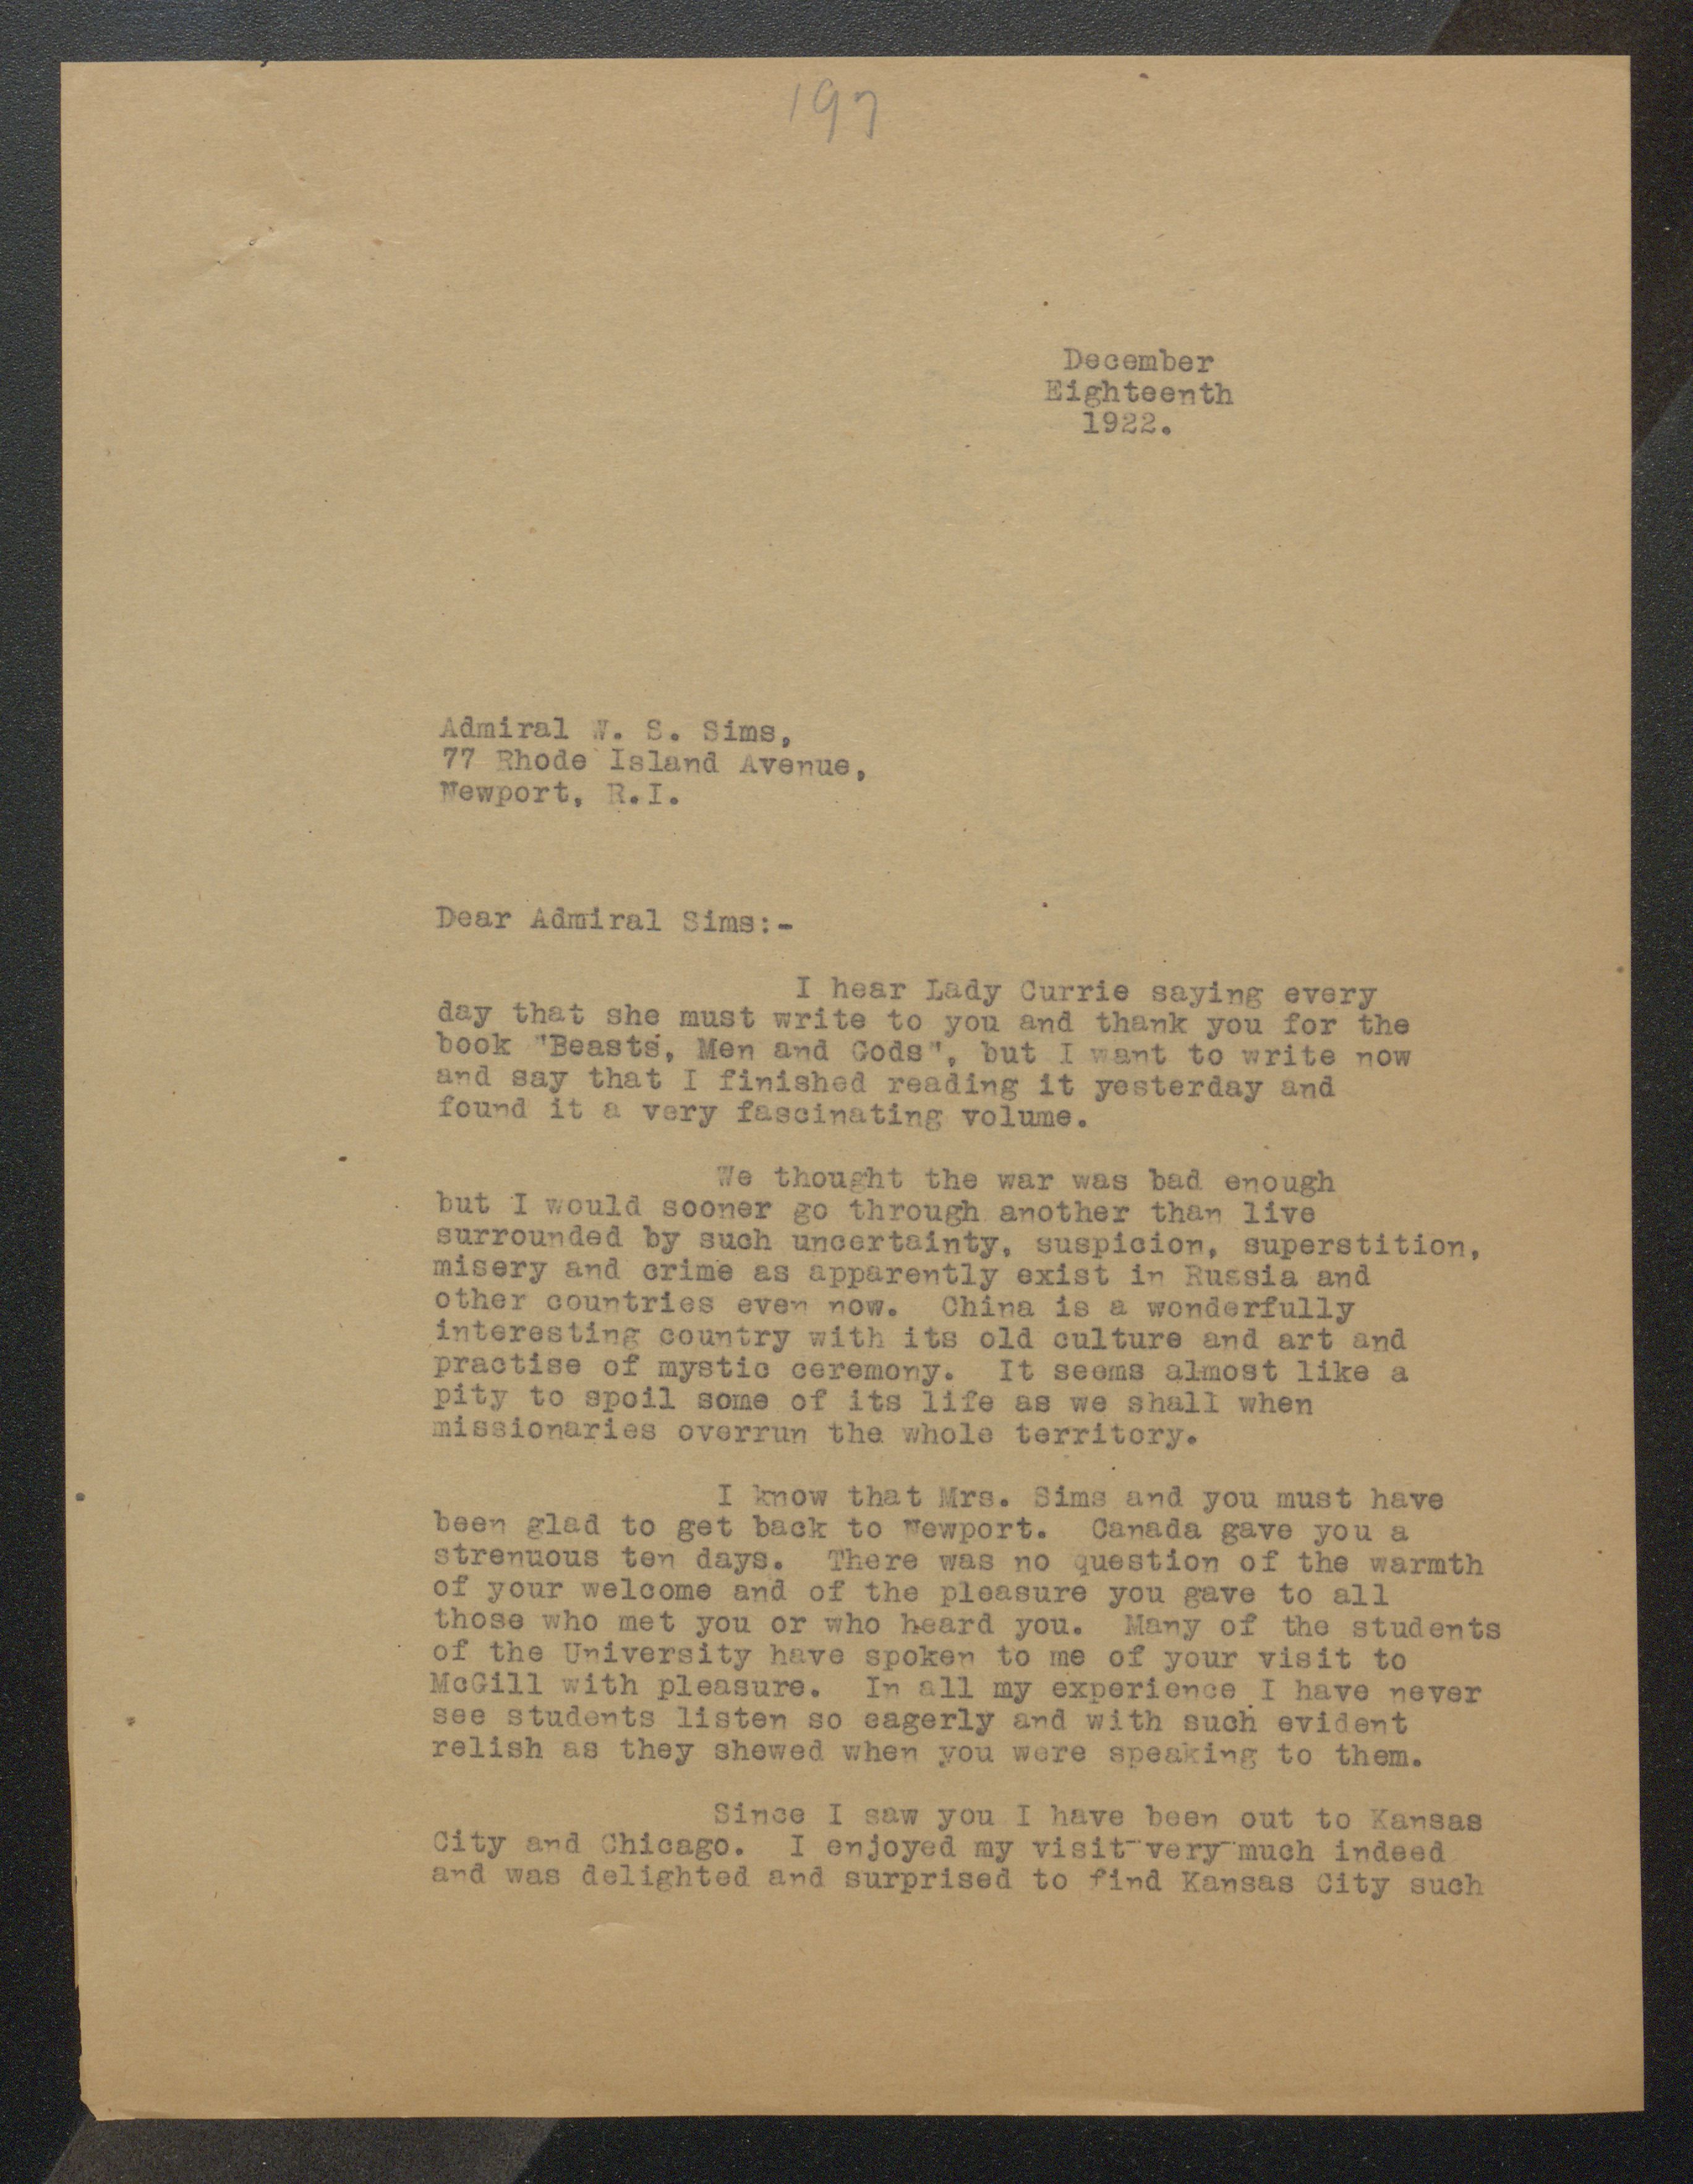 197
December
Eighteenth
1922.
Admiral W. S. Sims,
77 Rhode Island Avenue,
Newport, R.I.
Dear Admiral Sims:-
I hear Lady Currie saying every
day that she must write to you and thank you for the
book "Beasts, Men and Gods", but I want to write now
and say that I finished reading it yesterday and
found it a very fascinating volume.
We thought the war was bad enough
but I would sooner go through another than live
surrounded by such uncertainty, suspicion, superstition,
misery and crime as apparently exist in Russia and
other countries even now. China is a wonderfully
interesting country with its old culture and art and
practise of mystic ceremony. It seems almost like a
pity to spoil some of its life as we shall when
missionaries overrun the whole territory.
I know that Mrs. Sims and you must have
been glad to get back to Newport. Canada gave you a
strenuous ten days. There was no question of the warmth
of your welcome and of the pleasure you gave to all
those who met you or who heard you. Many of the students
of the University have spoken to me of your visit to
McGill with pleasure. In all my experience I have never
see students listen so eagerly and with such evident
relish as they shewed when you were speaking to them.
Since I saw you I have been out to Kansas
City and Chicago. I enjoyed my visit very much indeed
and was delighted and surprised to find Kansas City such